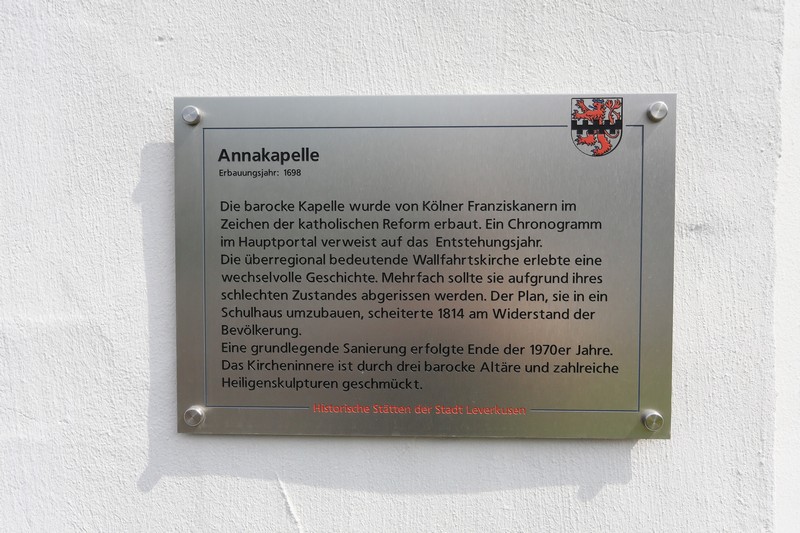 Annakapelle
Erbauungsjahr: 1698
Die barocke Kapelle wurde von Kölner Franziskanern im
Zeichen der katholischen Reform erbaut. Ein Chronogramm
im Hauptportal verweist auf das Entstehungsjahr.
Die überregional bedeutende Wallfahrtskirche erlebte eine
wechselvolle Geschichte. Mehrfach sollte sie aufgrund ihres
schlechten Zustandes abgerissen werden. Der Plan, sie in ein
Schulhaus umzubauen, scheiterte 1814 am Widerstand der
Bevölkerung.
Eine grundlegende Sanierung erfolgte Ende der 1970er Jahre.
Das Kircheninnere ist durch drei barocke Altäre und zahlreiche
Heiligenskulpturen geschmückt.
Historische Stätten der Stadt Leverkusen